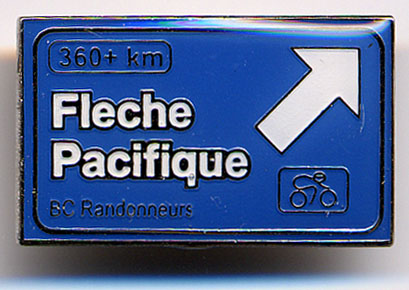 360+ km
Fleche
Pacifique
BC Randonneurs